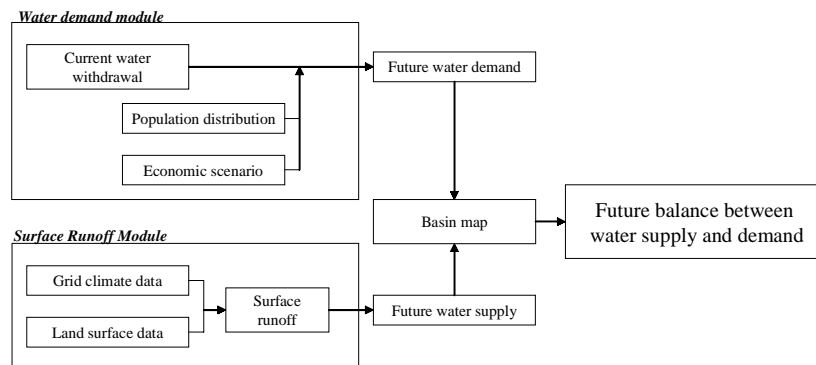 Water demand module
Current water
withdrawal
Future water demand
Population distribution
Economic scenario
Basin map
Future balance between
water supply and demand
Surface Runoff Module
Grid climate data
Surface
runoff
Future water supply
Land surface data